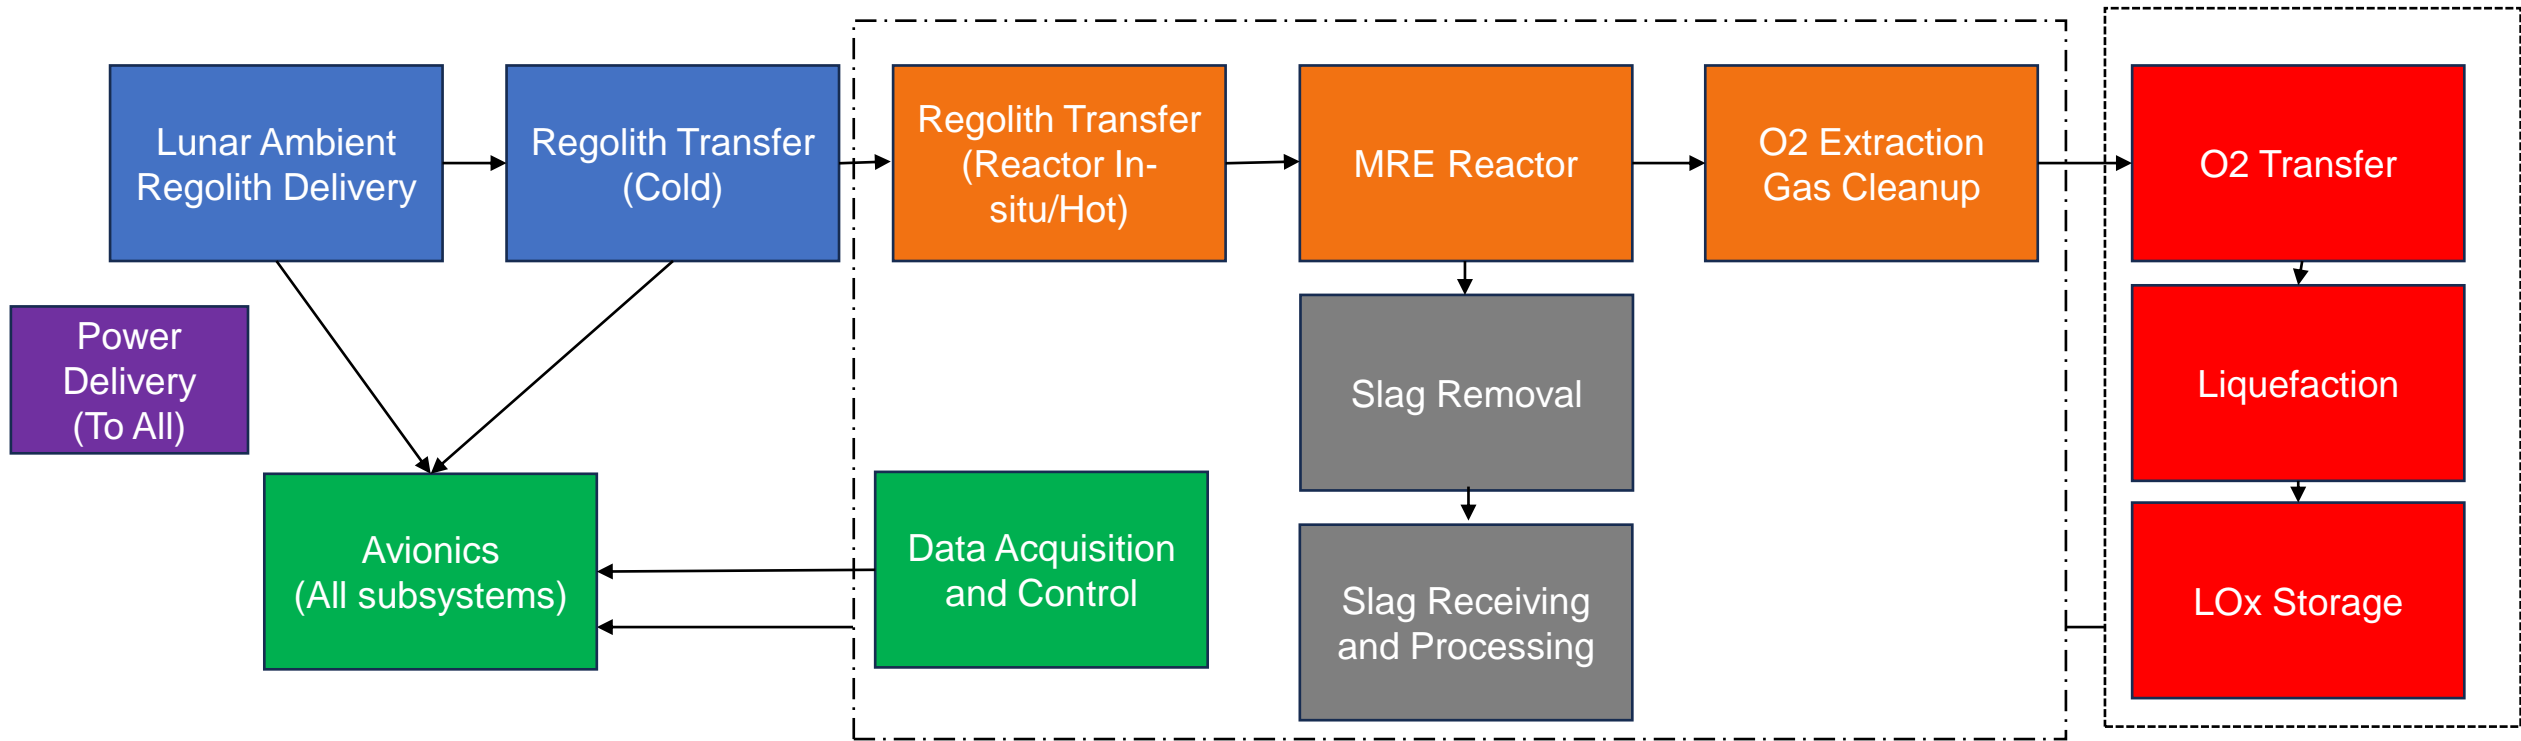 Lunar Ambient
Regolith Delivery
Regolith Transfer
(Cold)
Regolith Transfer
(Reactor In-
situ/Hot)
MRE Reactor
O2 Extraction
Gas Cleanup
O2 Transfer
Power
Delivery
(To All)
Slag Removal
Liquefaction
Avionics
(All subsystems)
Data Acquisition
and Control
Slag Receiving
and Processing
LOx Storage